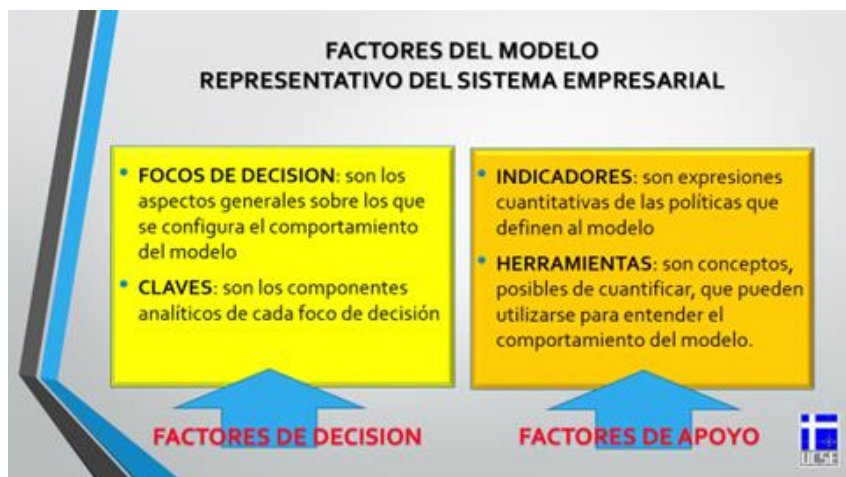 FACTORES DEL MODELO
REPRESENTATIVO DEL SISTEMA EMPRESARIAL
• FOCOS DE DECISION: son los
aspectos generales sobre los que
se configura el comportamiento
del modelo
• CLAVES: son los componentes
analíticos de cada foco de decisión
• INDICADORES: son expresiones
cuantitativas de las políticas que
definen al modelo
• HERRAMIENTAS: son conceptos,
posibles de cuantificar, que pueden
utilizarse para entender el
comportamiento del modelo.
FACTORES DE DECISION
FACTORES DE APOYO
UCSE